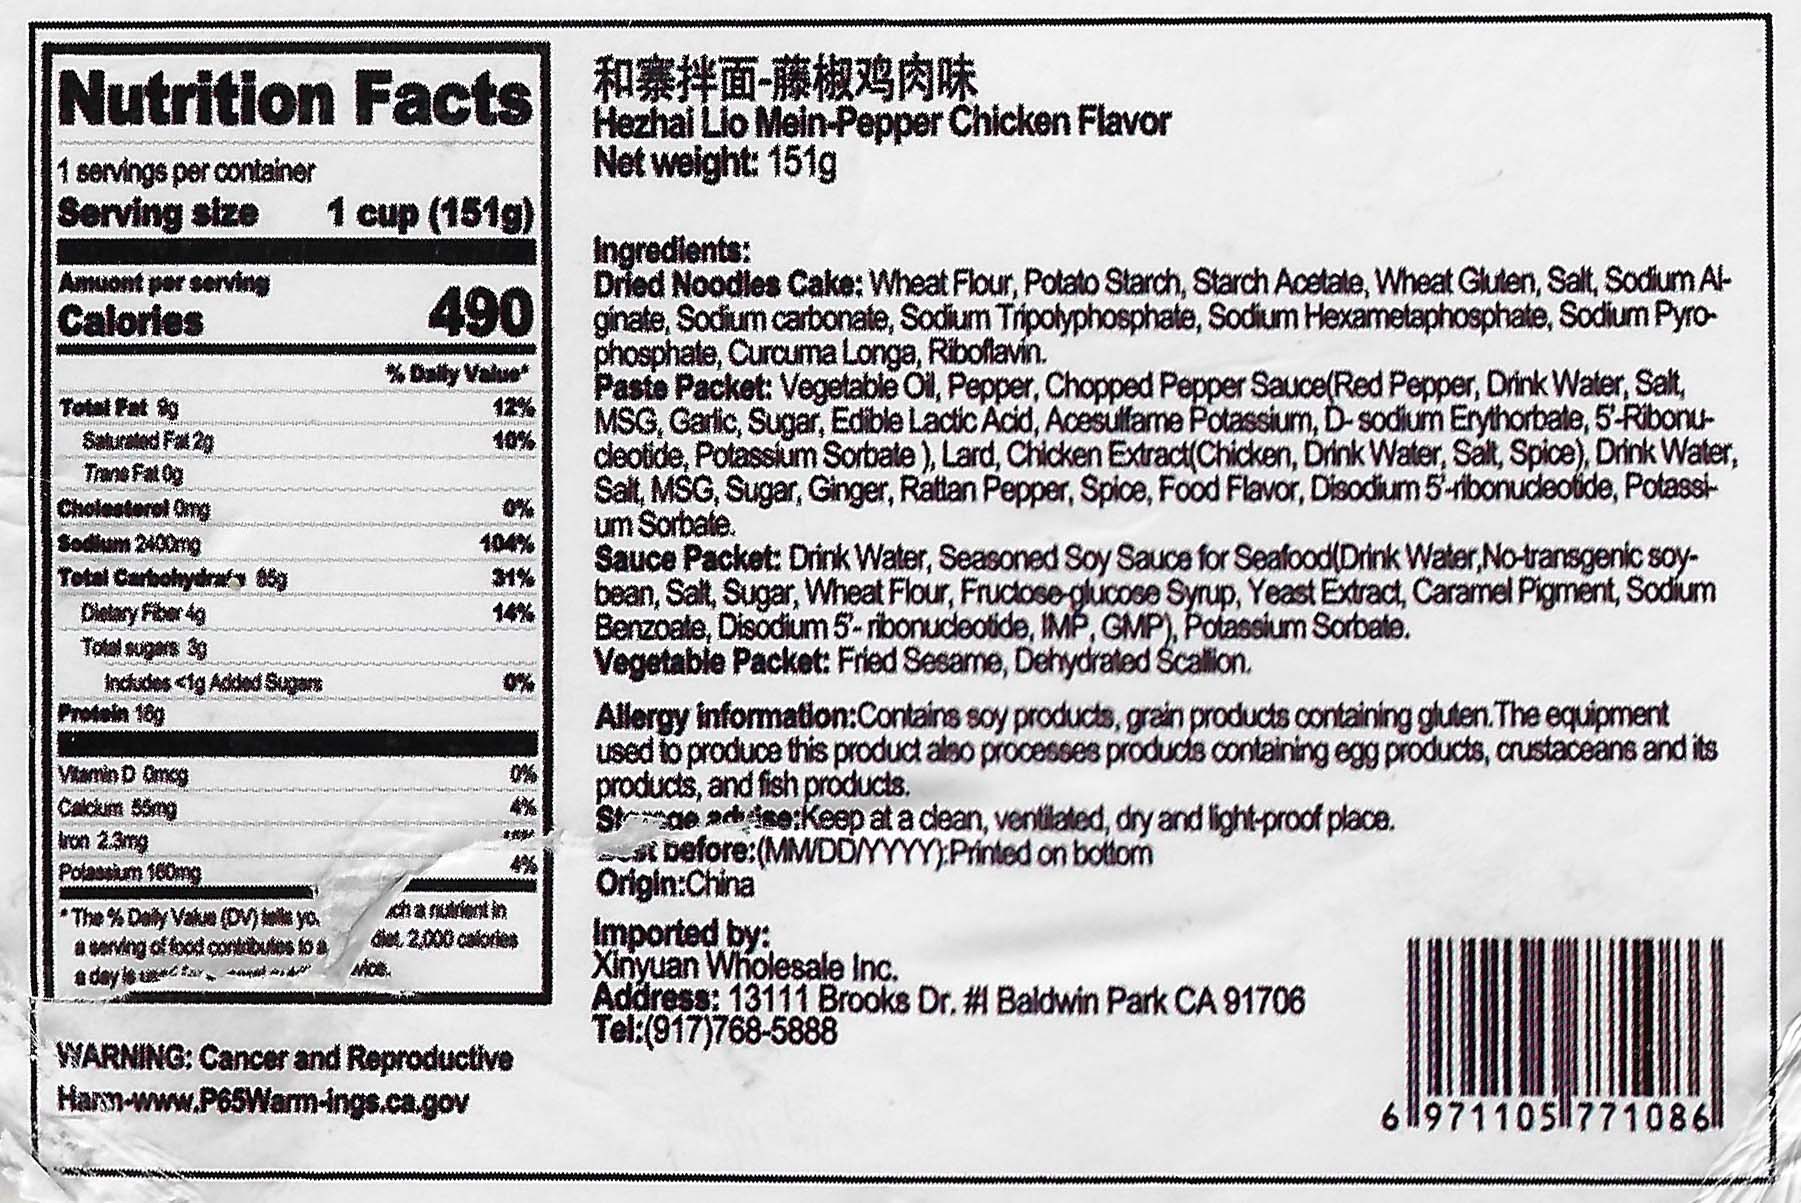 Nutrition Facts
1 servings per container
Serving size 1 cup (151g)
Amuont per serving
Calories 490
% Daily Value*
Total Fat 9g 12%
Saturated Fat 2g 10%
Trans Fat 0g
Cholesterol 0mg 0%
Sodium 2400mg 104%
Total Carbohydrate 85g 31%
Dietary Fiber 4g 14%
Total sugars 3g
Includes <1g Added Sugars 0%
Protein 18g
Vitamin D 0mcg 0%
Calcium 55mg 4%
Iron 2.3mg
Potassium 160mg 4%
* The % Daily Value (DV) tells a nutrient in
a serving of food contributes to a diet. 2,000 calories
a day is
WARNING: Cancer and Reproductive
Harm-www.P65Warm-ings.ca.gov
和寨拌面-藤椒鸡肉味
Hezhai Lio Mein-Pepper Chicken Flavor
Net weight: 151g
Ingredients:
Dried Noodles Cake: Wheat Flour, Potato Starch, Starch Acetate, Wheat Gluten, Salt, Sodium Al-
ginate, Sodium carbonate, Sodium Tripolyphosphate, Sodium Hexametaphosphate, Sodium Pyro-
phosphate, Curcuma Longa, Riboflavin.
Paste Packet: Vegetable Oil, Pepper, Chopped Pepper Sauce(Red Pepper, Drink Water, Salt,
MSG, Garlic, Sugar, Edible Lactic Acid, Acesulfame Potassium, D- sodium Erythorbate, 5'-Ribonu-
cleotide, Potassium Sorbate ), Lard, Chicken Extract(Chicken, Drink Water, Salt, Spice), Drink Water,
Salt, MSG, Sugar, Ginger, Rattan Pepper, Spice, Food Flavor, Disodium 5'-ribonucleotide, Potassi-
um Sorbate.
Sauce Packet: Drink Water, Seasoned Soy Sauce for Seafood(Drink Water,No-transgenic soy-
bean, Salt, Sugar, Wheat Flour, Fructose-glucose Syrup, Yeast Extract, Caramel Pigment, Sodium
Benzoate, Disodium 5'- ribonucleotide, IMP, GMP), Potassium Sorbate.
Vegetable Packet: Fried Sesame, Dehydrated Scallion.
Allergy information:Contains soy products, grain products containing gluten.The equipment
used to produce this product also processes products containing egg products, crustaceans and its
products, and fish products.
Storage advise:Keep at a clean, ventilated, dry and light-proof place.
before:(MM/DD/YYYY):Printed on bottom
Origin:China
Imported by:
Xinyuan Wholesale Inc.
Address: 13111 Brooks Dr. #I Baldwin Park CA 91706
Tel:(917)768-5888
6 971105 771086